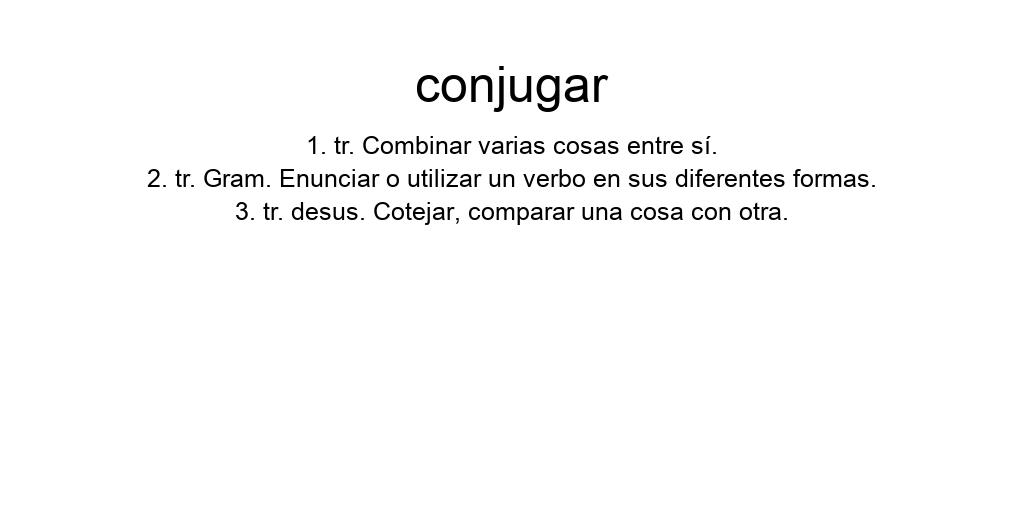 conjugar
1. tr. Combinar varias cosas entre sí.
2. tr. Gram. Enunciar o utilizar un verbo en sus diferentes formas.
3. tr. desus. Cotejar, comparar una cosa con otra.